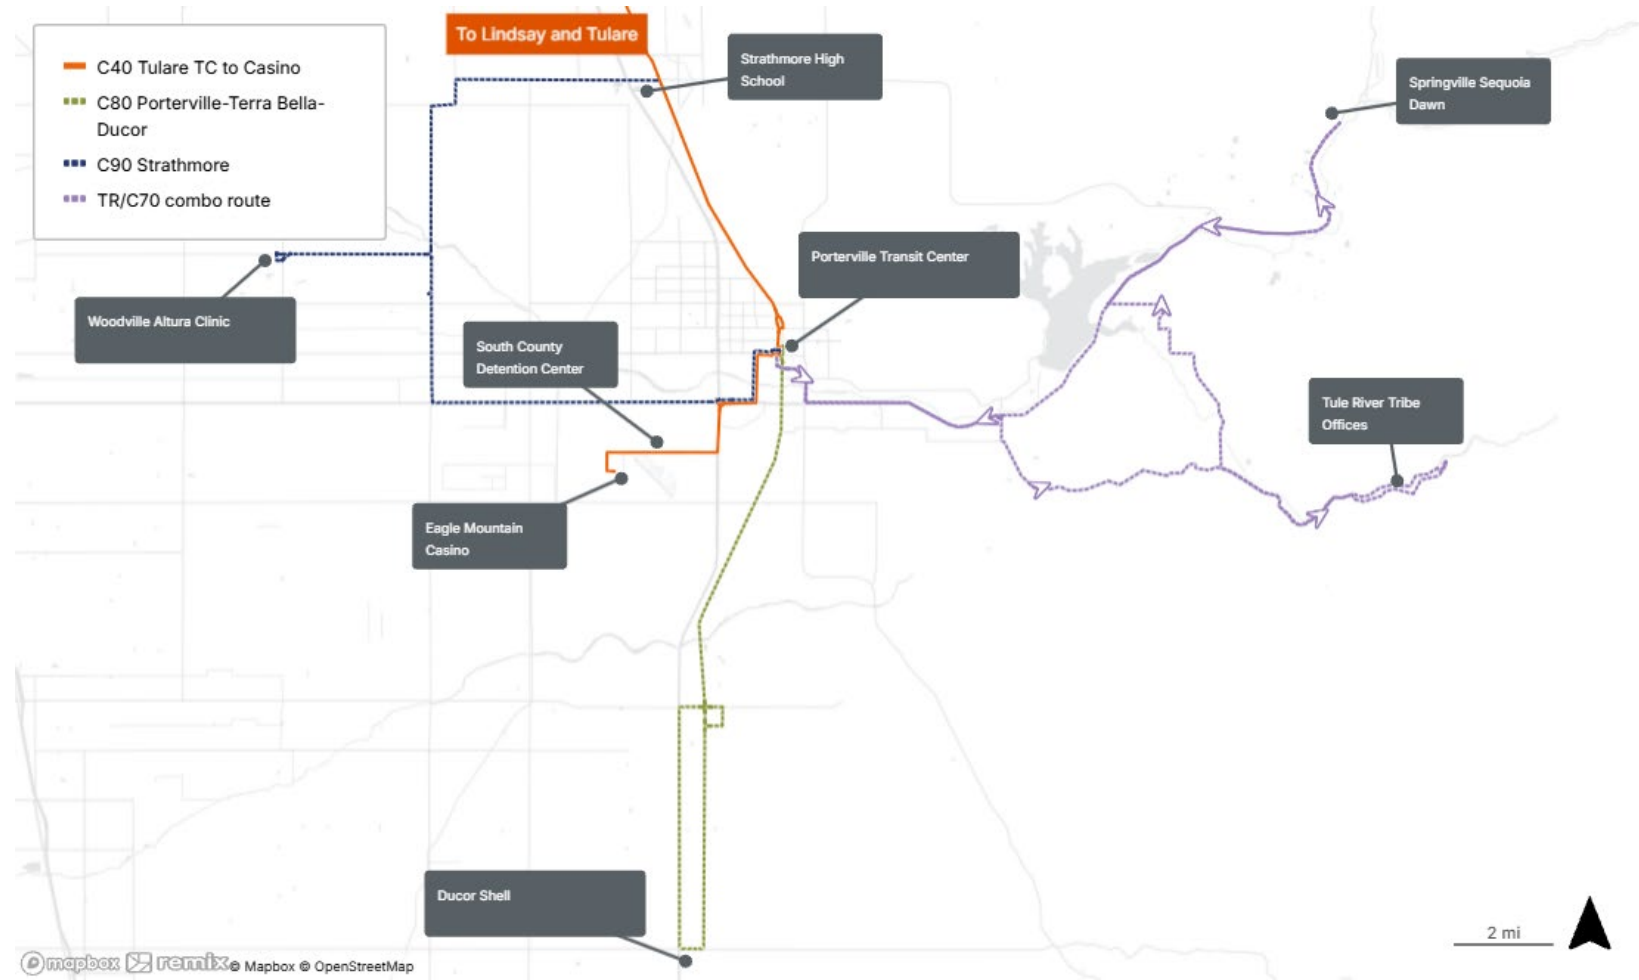 To Lindsay and Tulare
C40 Tulare TC to Casino
C80 Porterville-Terra Bella-
Ducor
C90 Strathmore
TR/C70 combo route
Strathmore High
School
Springville Sequoia
Dawn
Porterville Transit Center
Woodville Altura Clinic
South County
Detention Center
Tule River Tribe
Offices
Eagle Mountain
Casino
Ducor Shell
2 mi
mapbox remix © Mapbox © OpenStreetMap